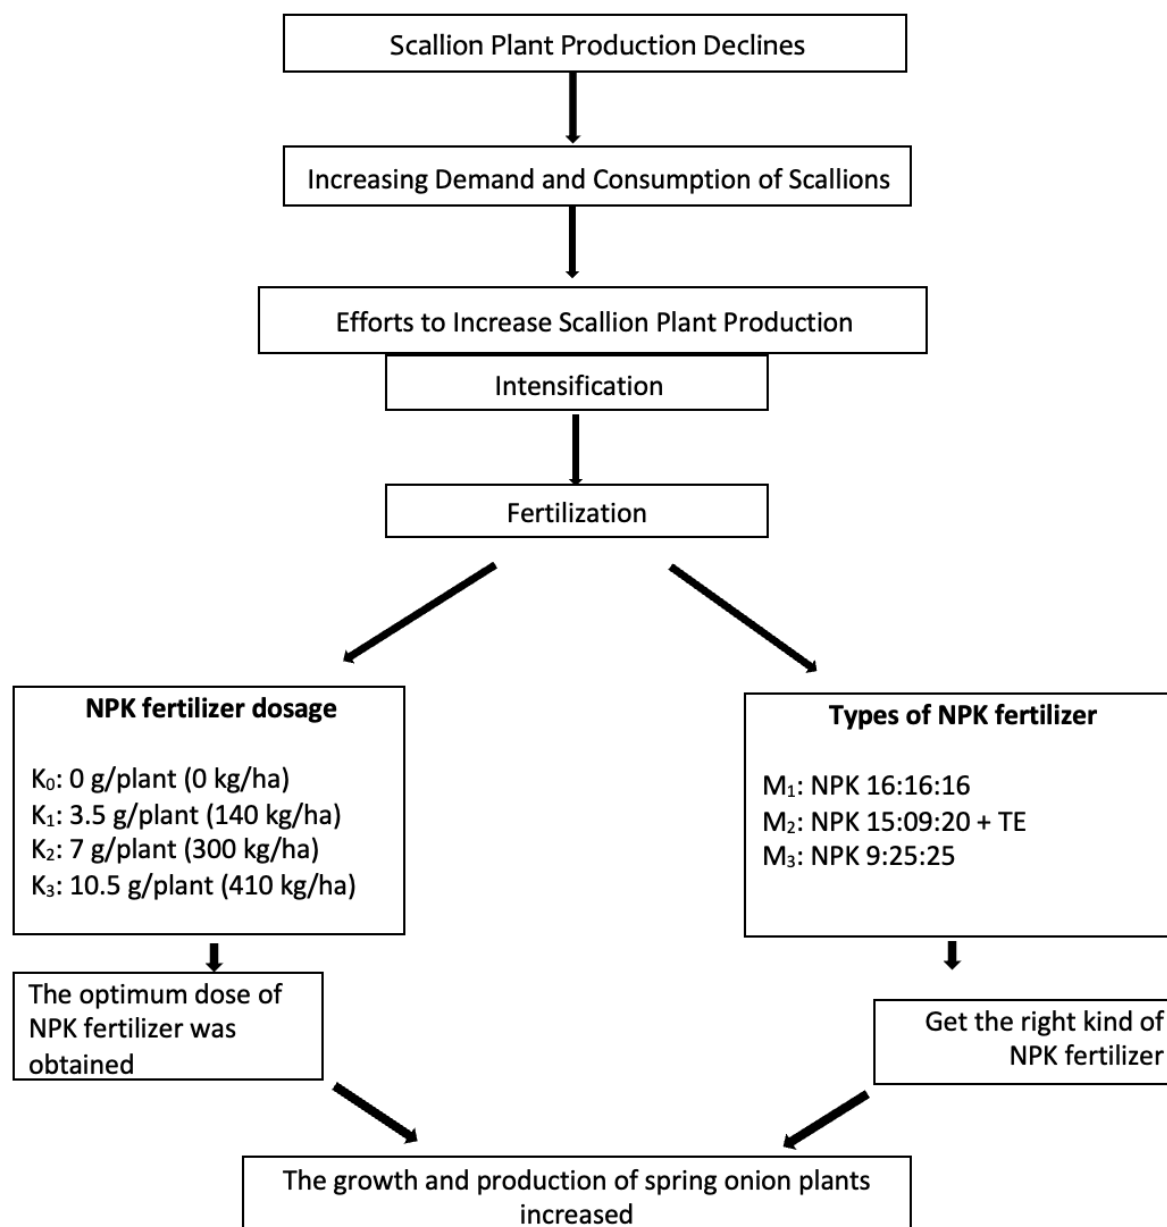 Scallion Plant Production Declines
Increasing Demand and Consumption of Scallions
Efforts to Increase Scallion Plant Production
Intensification
Fertilization
NPK fertilizer dosage
K₀: 0 g/plant (0 kg/ha)
K₁: 3.5 g/plant (140 kg/ha)
K₂: 7 g/plant (300 kg/ha)
K₃: 10.5 g/plant (410 kg/ha)
Types of NPK fertilizer
M₁: NPK 16:16:16
M₂: NPK 15:09:20 + TE
M₃: NPK 9:25:25
The optimum dose of
NPK fertilizer was
obtained
Get the right kind of
NPK fertilizer
The growth and production of spring onion plants
increased